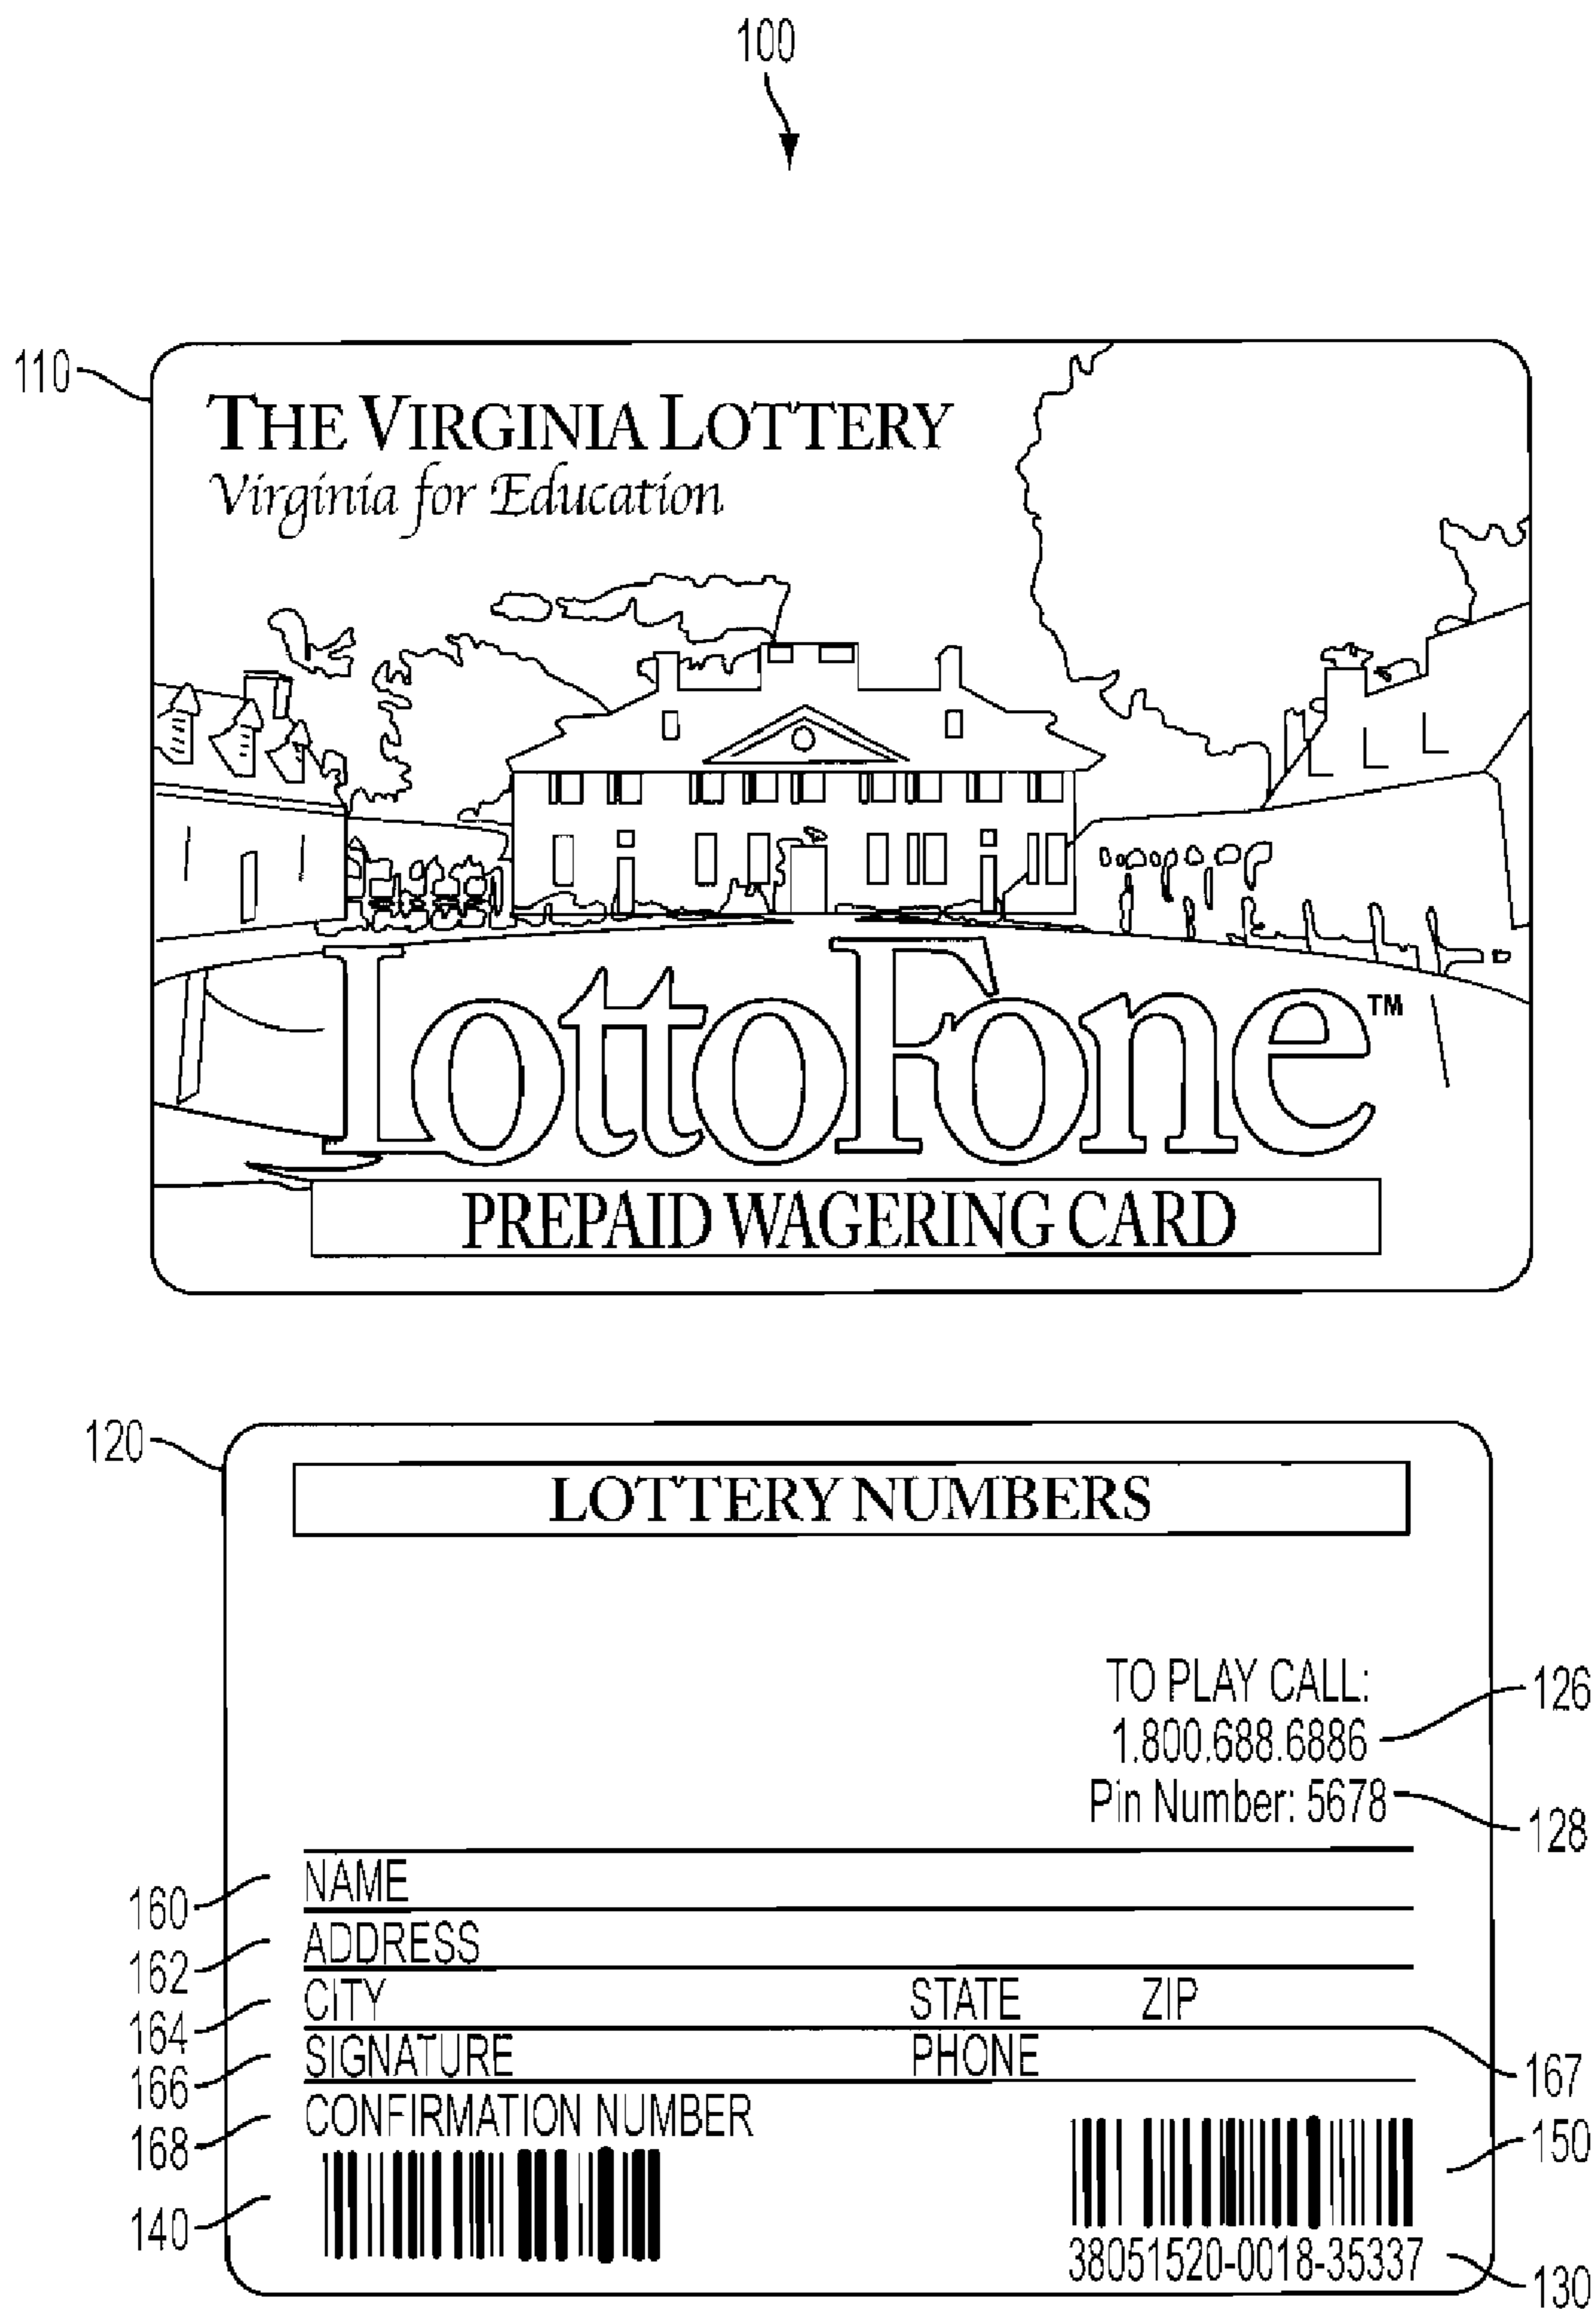 100
110
THE VIRGINIA LOTTERY
Virginia for Education
LottoFone™
PREPAID WAGERING CARD
120
LOTTERY NUMBERS
TO PLAY CALL:
126
1.800.688.6886
Pin Number: 5678
128
160 NAME
162 ADDRESS
164 CITY STATE ZIP
166 SIGNATURE PHONE 167
168 CONFIRMATION NUMBER
150
140
38051520-0018-35337
130